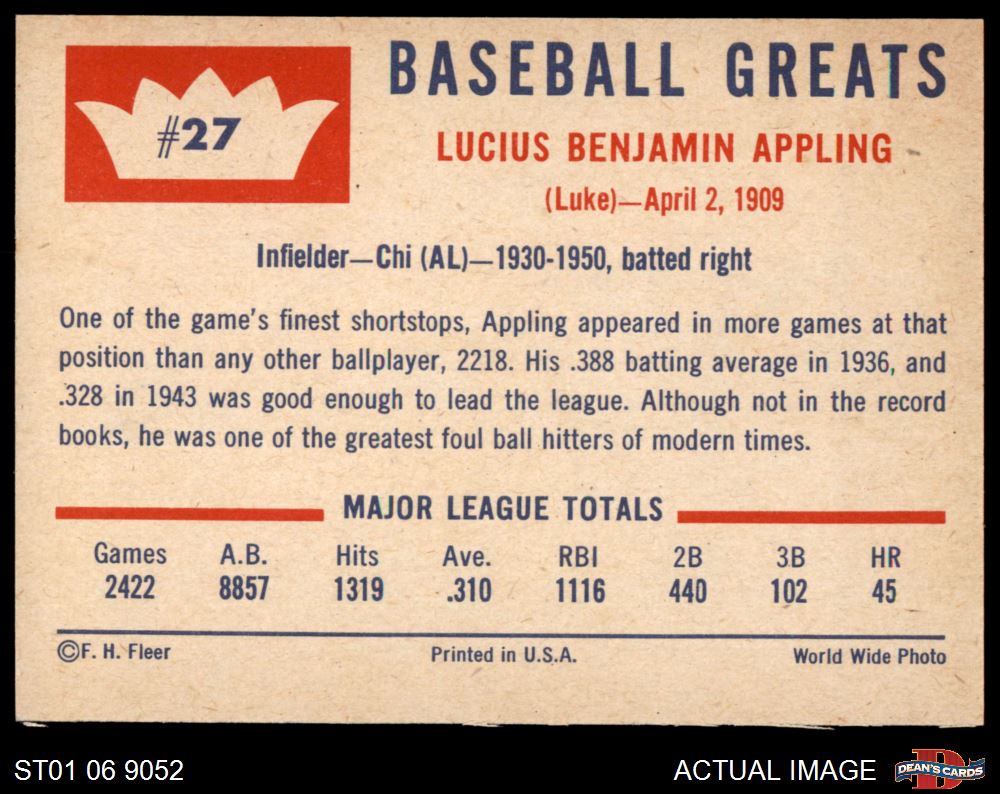 #27
BASEBALL GREATS
LUCIUS BENJAMIN APPLING
(Luke)—April 2, 1909
Infielder—Chi (AL)—1930-1950, batted right
One of the game's finest shortstops, Appling appeared in more games at that
position than any other ballplayer, 2218. His .388 batting average in 1936, and
.328 in 1943 was good enough to lead the league. Although not in the record
books, he was one of the greatest foul ball hitters of modern times.
MAJOR LEAGUE TOTALS
Games A.B. Hits Ave. RBI 2B 3B HR
2422 8857 1319 .310 1116 440 102 45
©F. H. Fleer Printed in U.S.A. World Wide Photo
ST01 06 9052 ACTUAL IMAGE DEAN'S CARDS